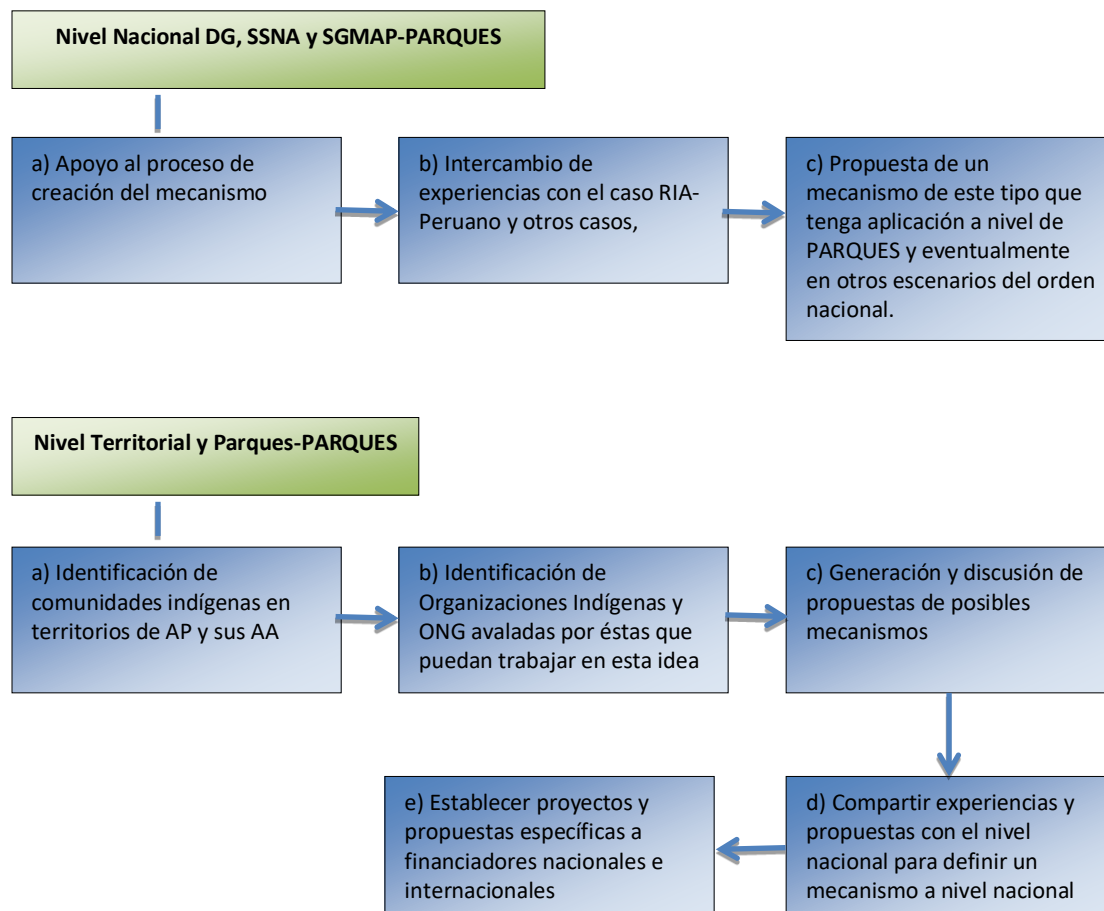 Nivel Nacional DG, SSNA y SGMAP-PARQUES
a) Apoyo al proceso de
creación del mecanismo
b) Intercambio de
experiencias con el caso RIA-
Peruano y otros casos,
c) Propuesta de un
mecanismo de este tipo que
tenga aplicación a nivel de
PARQUES y eventualmente
en otros escenarios del orden
nacional.
Nivel Territorial y Parques-PARQUES
a) Identificación de
comunidades indígenas en
territorios de AP y sus AA
b) Identificación de
Organizaciones Indígenas y
ONG avaladas por éstas que
puedan trabajar en esta idea
c) Generación y discusión de
propuestas de posibles
mecanismos
d) Compartir experiencias y
propuestas con el nivel
nacional para definir un
mecanismo a nivel nacional
e) Establecer proyectos y
propuestas específicas a
financiadores nacionales e
internacionales